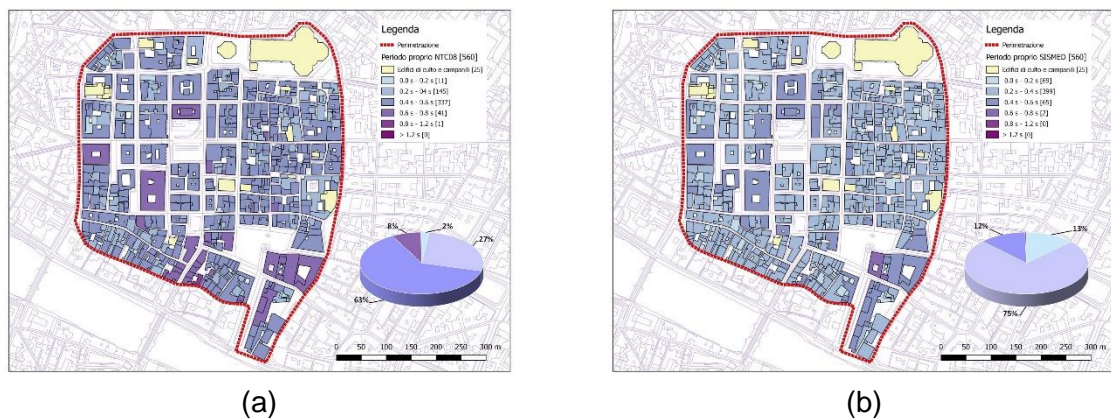 Legenda
Perimetrazione
Periodo proprio NTC08 [560]
Edifici di culto e campanili [25]
0.0 s - 0.2 s [11]
0.2 s - 04 s [145]
0.4 s - 0.6 s [337]
0.6 s - 0.8 s [41]
0.8 s - 1.2 s [1]
> 1.2 s [0]
8%
2%
27%
63%
0 50 100 150 200 250 300 m
(a)
Legenda
Perimetrazione
Periodo proprio SISMED [560]
Edifici di culto e campanili [25]
0.0 s - 0.2 s [69]
0.2 s - 0.4 s [399]
0.4 s - 0.6 s [65]
0.6 s - 0.8 s [2]
0.8 s - 1.2 s [0]
> 1.2 s [0]
12%
13%
75%
0 50 100 150 200 250 300 m
(b)